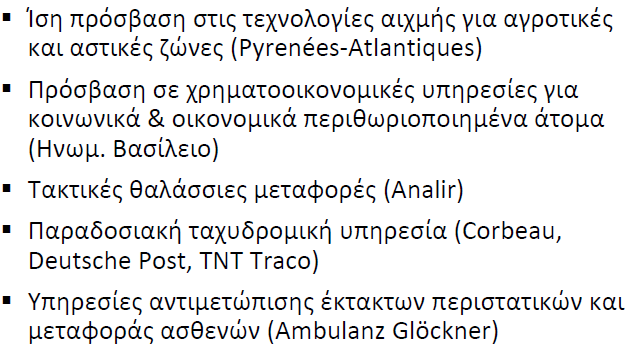 ▪ Ίση πρόσβαση στις τεχνολογίες αιχμής για αγροτικές
και αστικές ζώνες (Pyrenées-Atlantiques)
▪ Πρόσβαση σε χρηματοοικονομικές υπηρεσίες για
κοινωνικά & οικονομικά περιθωριοποιημένα άτομα
(Ηνωμ. Βασίλειο)
▪ Τακτικές θαλάσσιες μεταφορές (Analir)
▪ Παραδοσιακή ταχυδρομική υπηρεσία (Corbeau,
Deutsche Post, TNT Traco)
▪ Υπηρεσίες αντιμετώπισης έκτακτων περιστατικών και
μεταφοράς ασθενών (Ambulanz Glöckner)